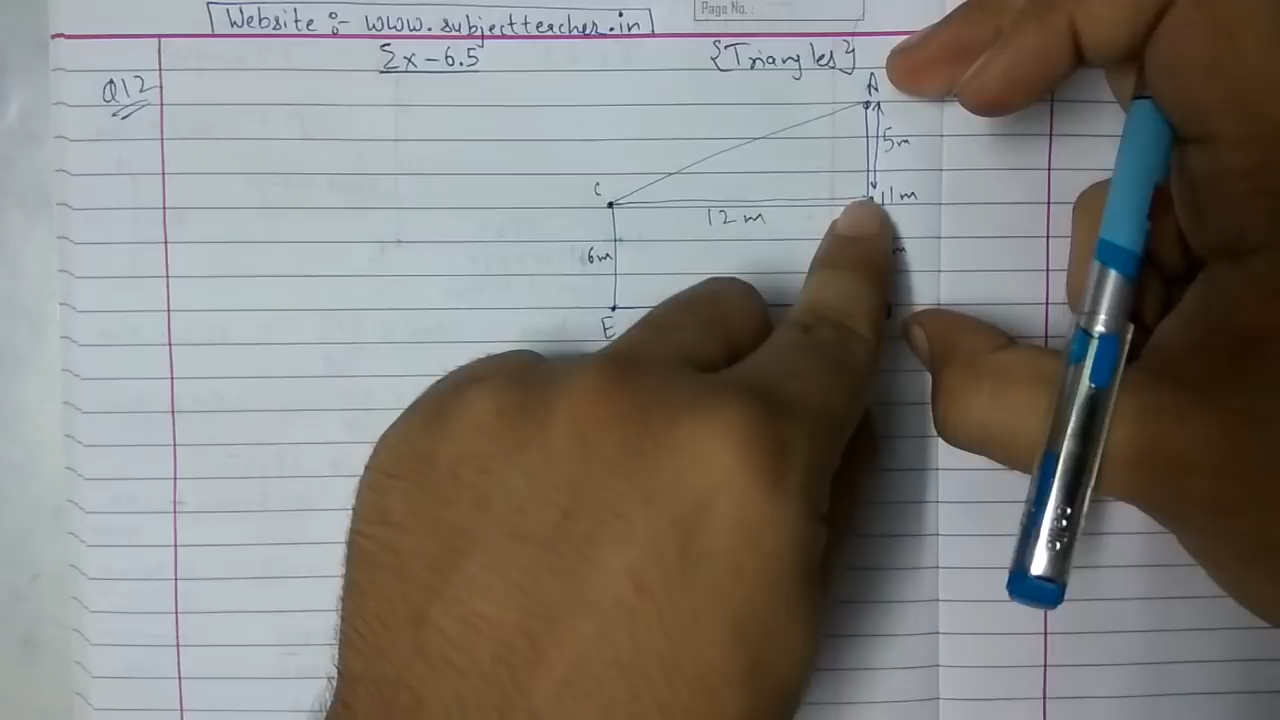 Page No. :
Website :- www.subjectteacher.in
Ex-6.5 {Triangles}
Q12
A
5m
C
11m
12 m
6m
m
E